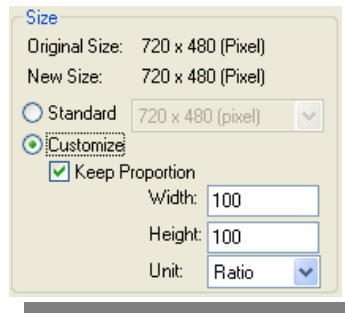 Size
Original Size: 720 x 480 (Pixel)
New Size: 720 x 480 (Pixel)
Standard 720 x 480 (pixel)
Customize
Keep Proportion
Width: 100
Height: 100
Unit: Ratio